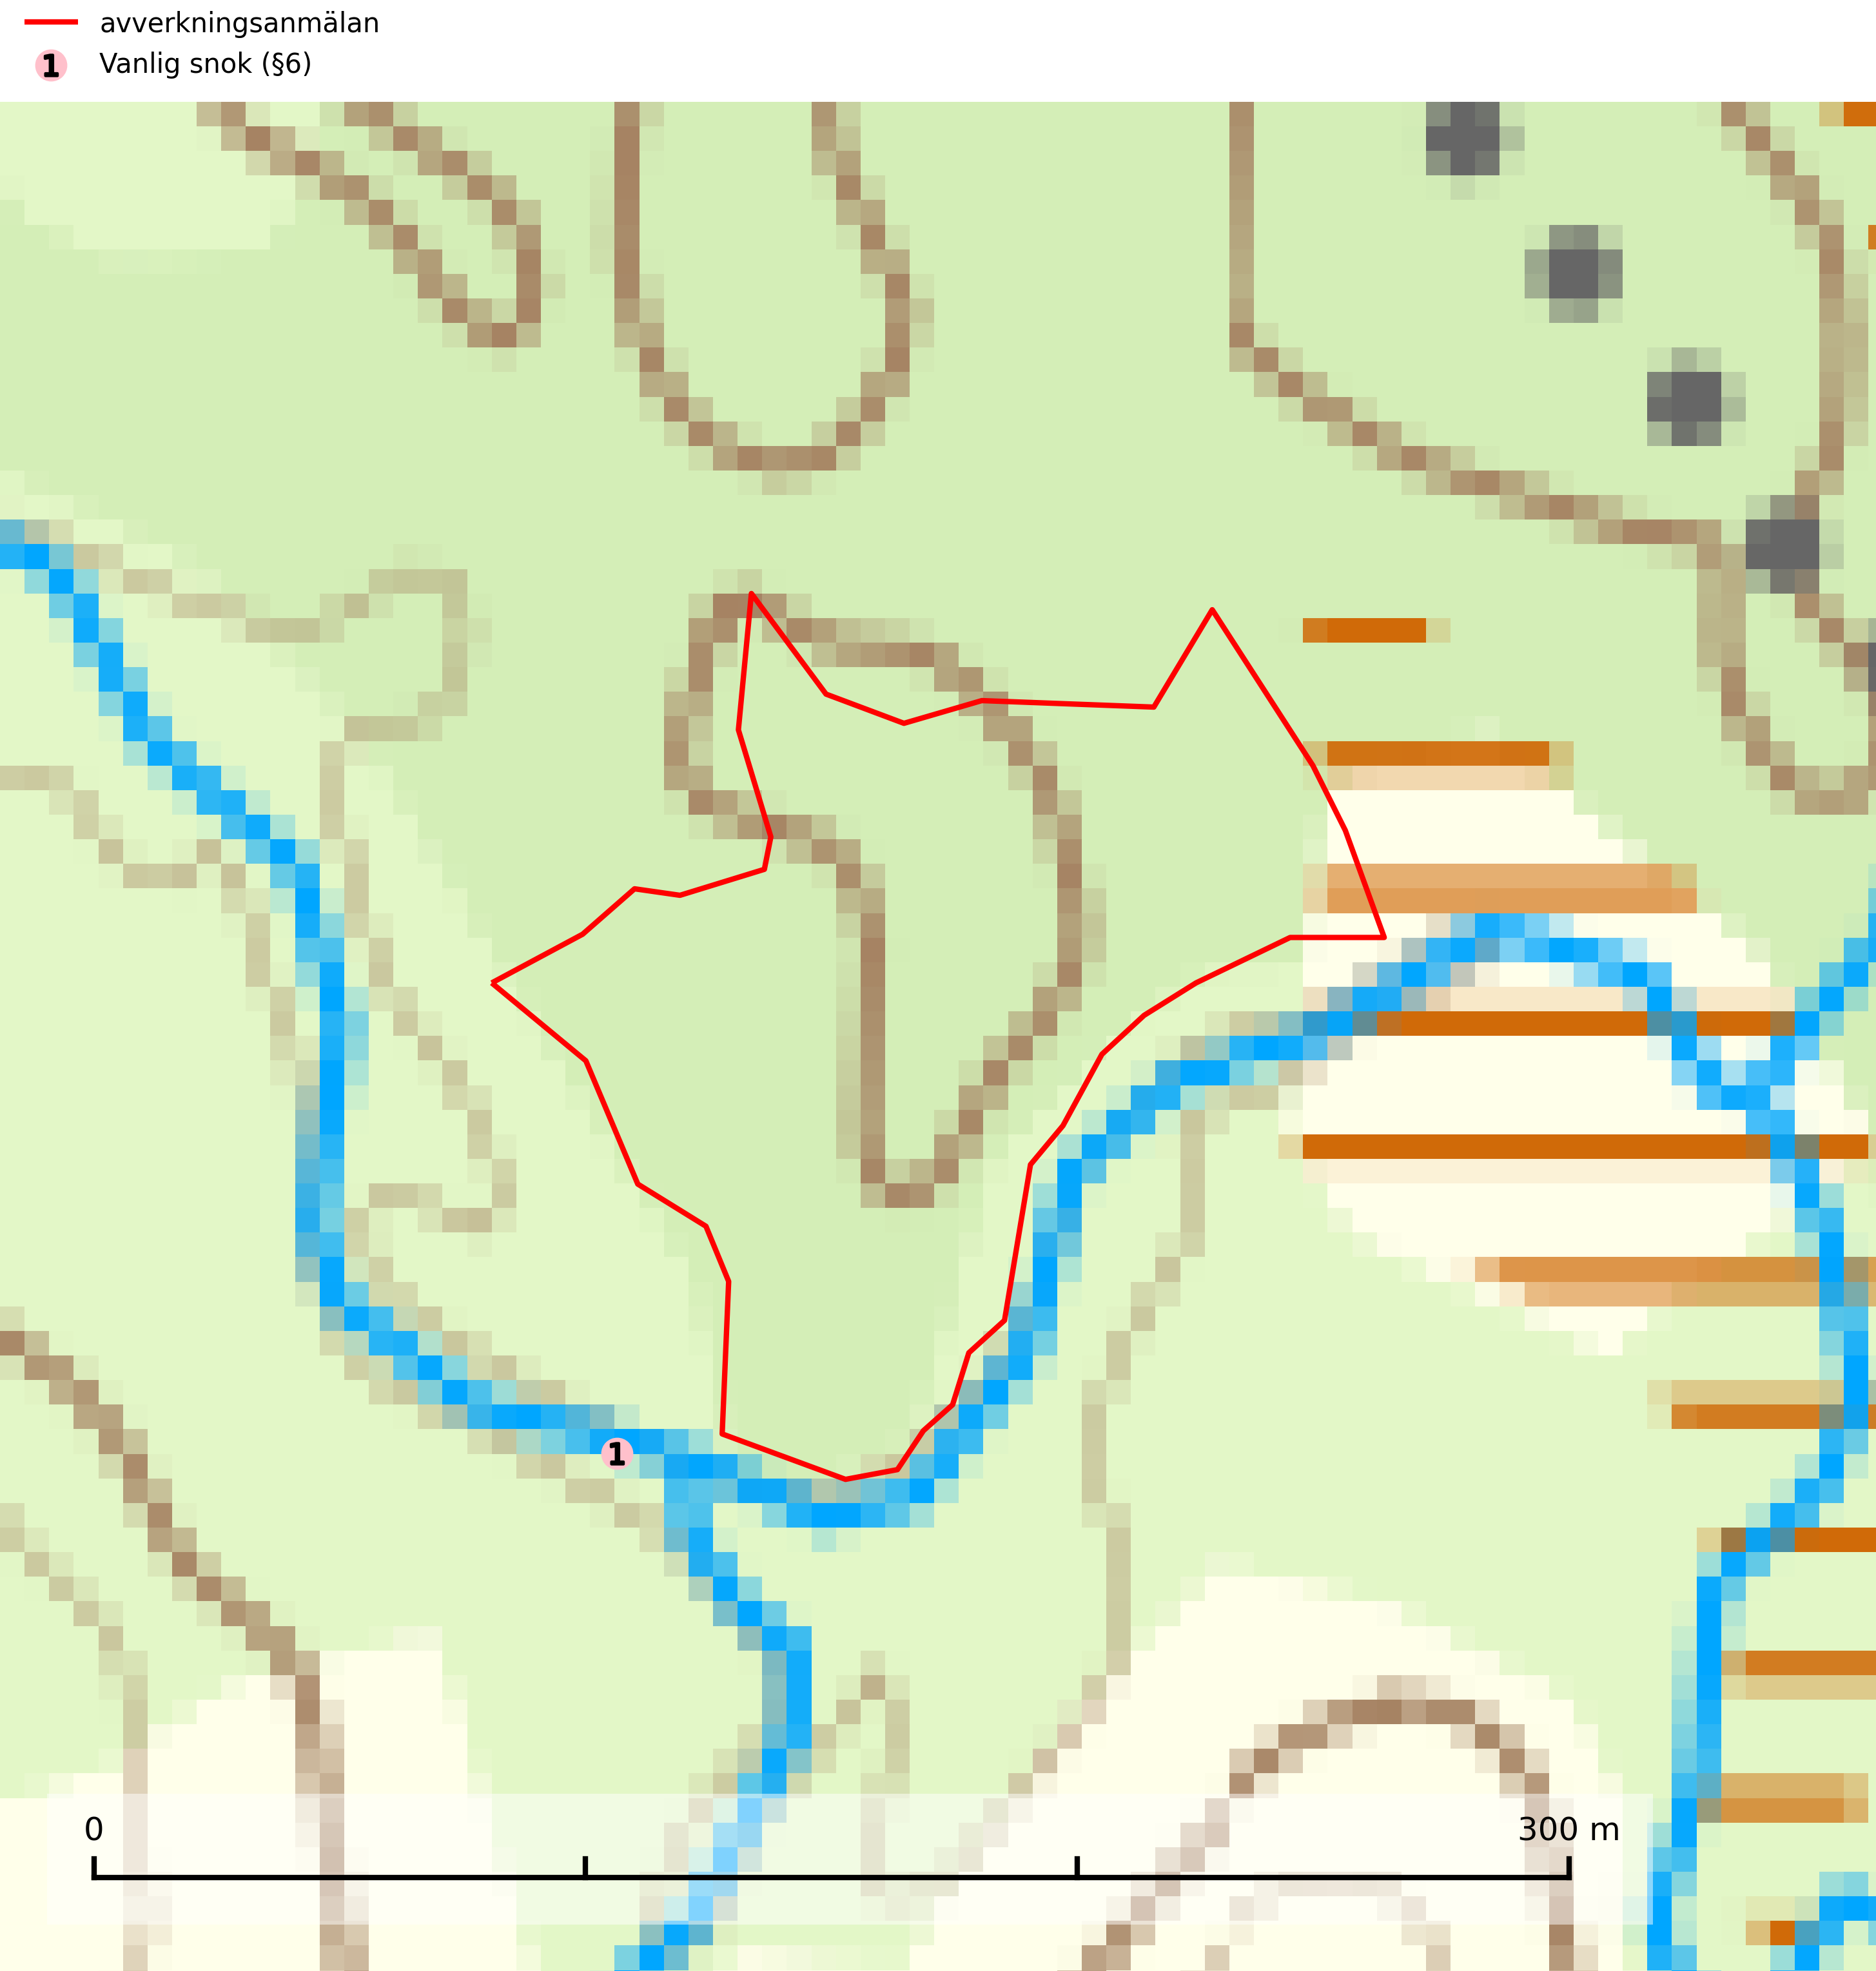 avverkningsanmälan
1 Vanlig snok (§6)
1
0 300 m